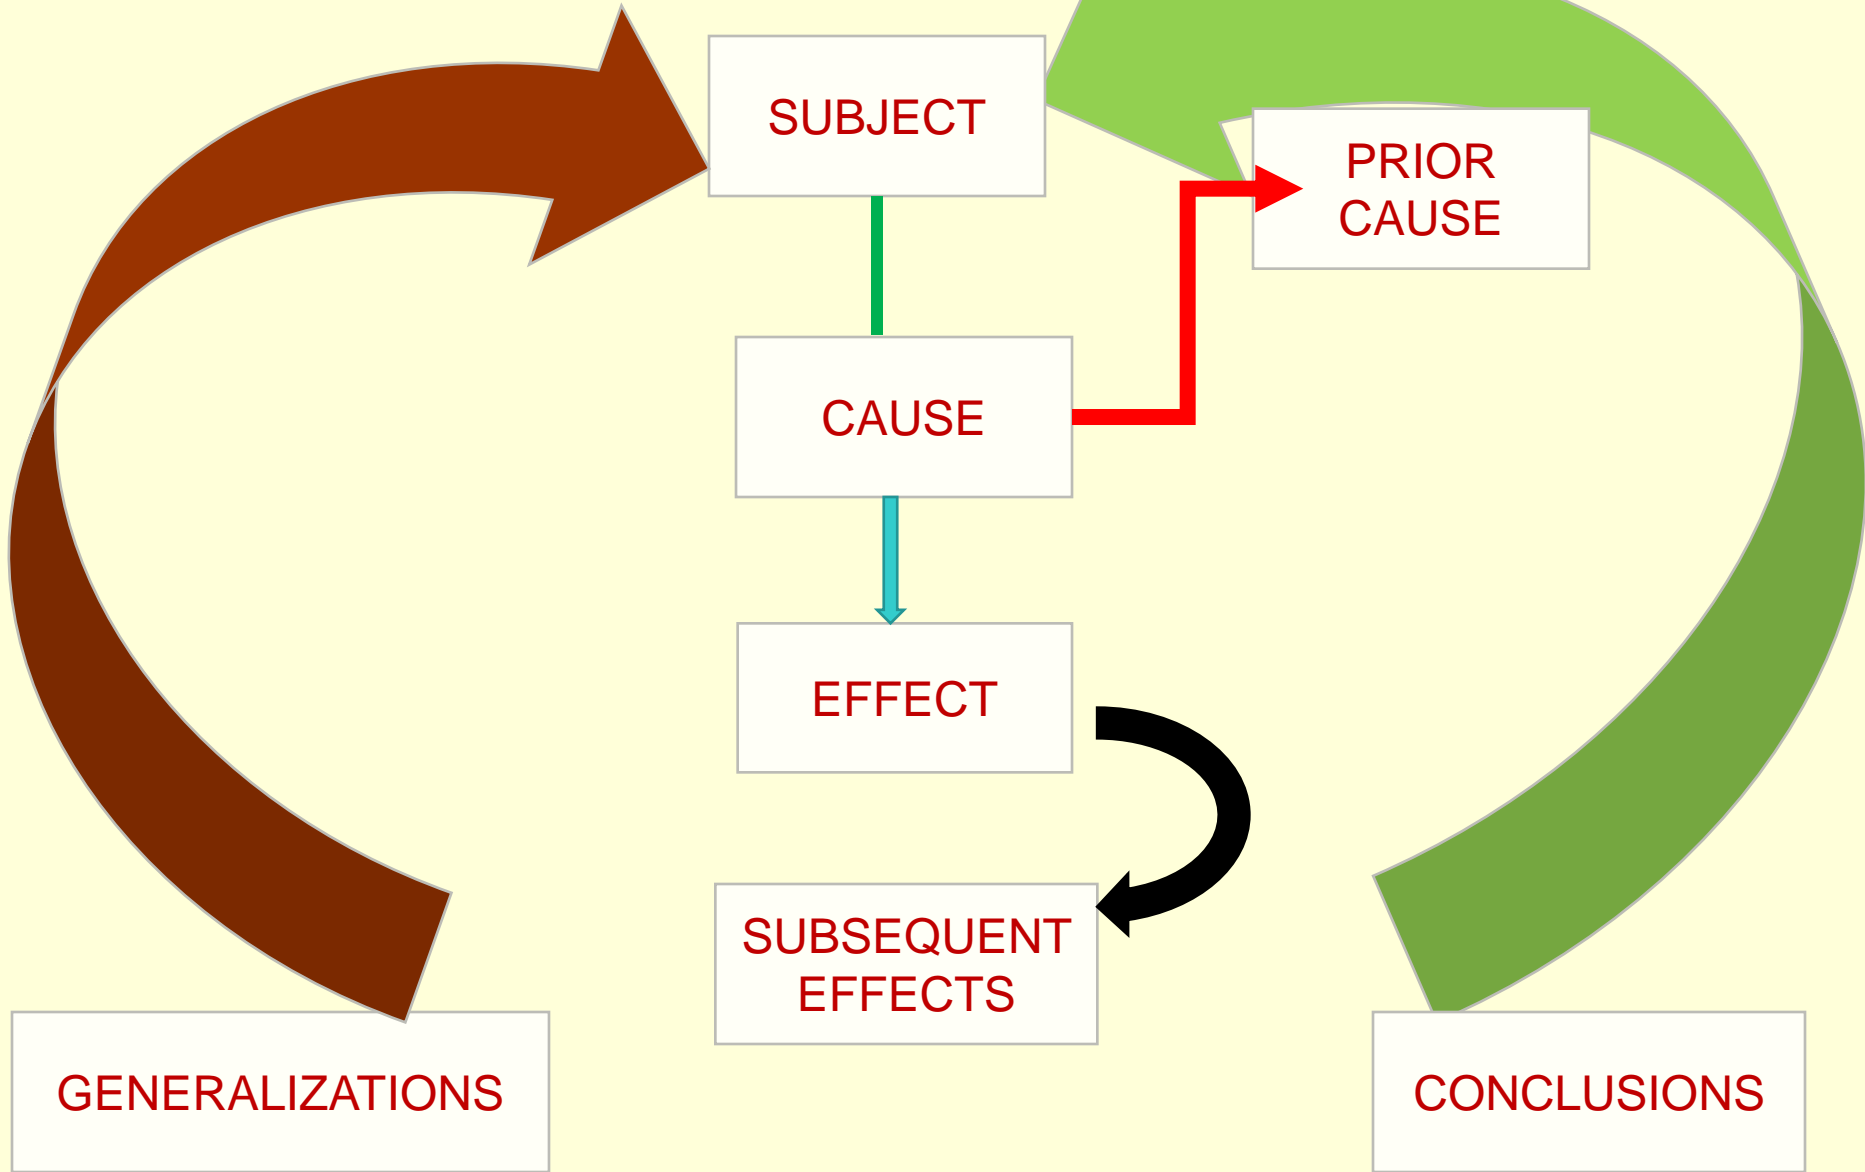 SUBJECT
PRIOR
CAUSE
CAUSE
EFFECT
SUBSEQUENT
EFFECTS
GENERALIZATIONS
CONCLUSIONS